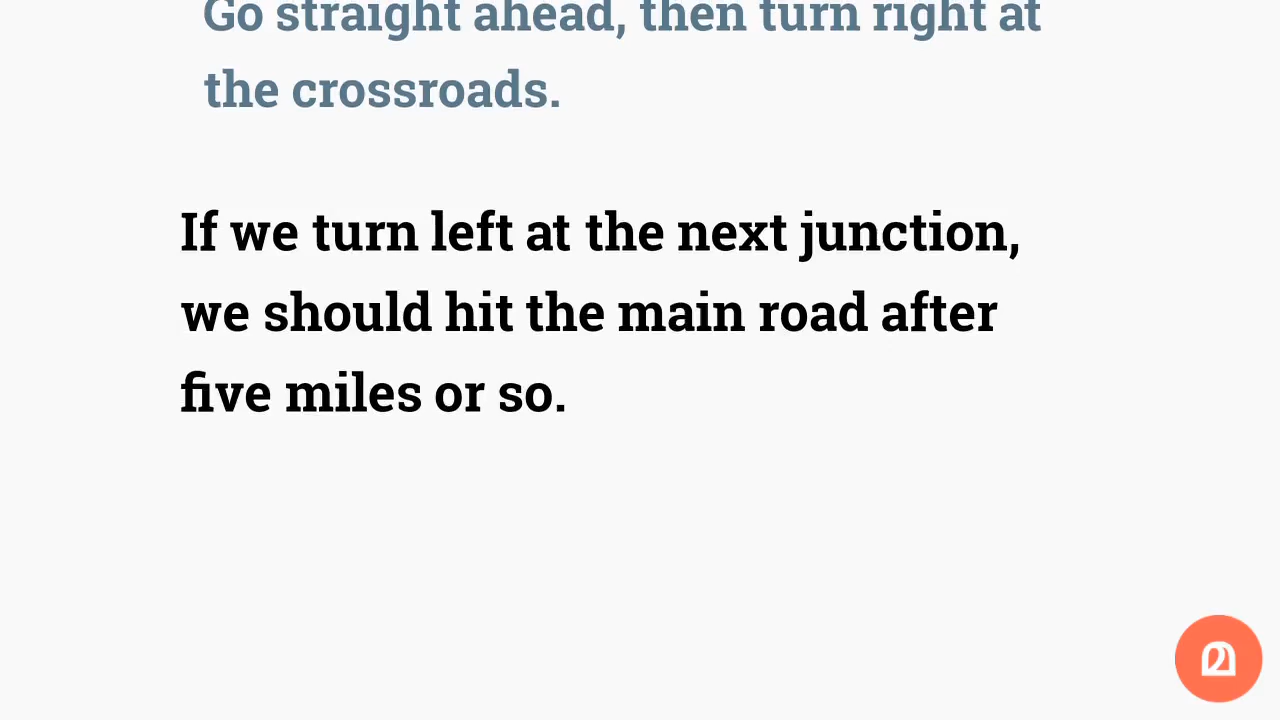 Go straight ahead, then turn right at
the crossroads.
If we turn left at the next junction,
we should hit the main road after
five miles or so.